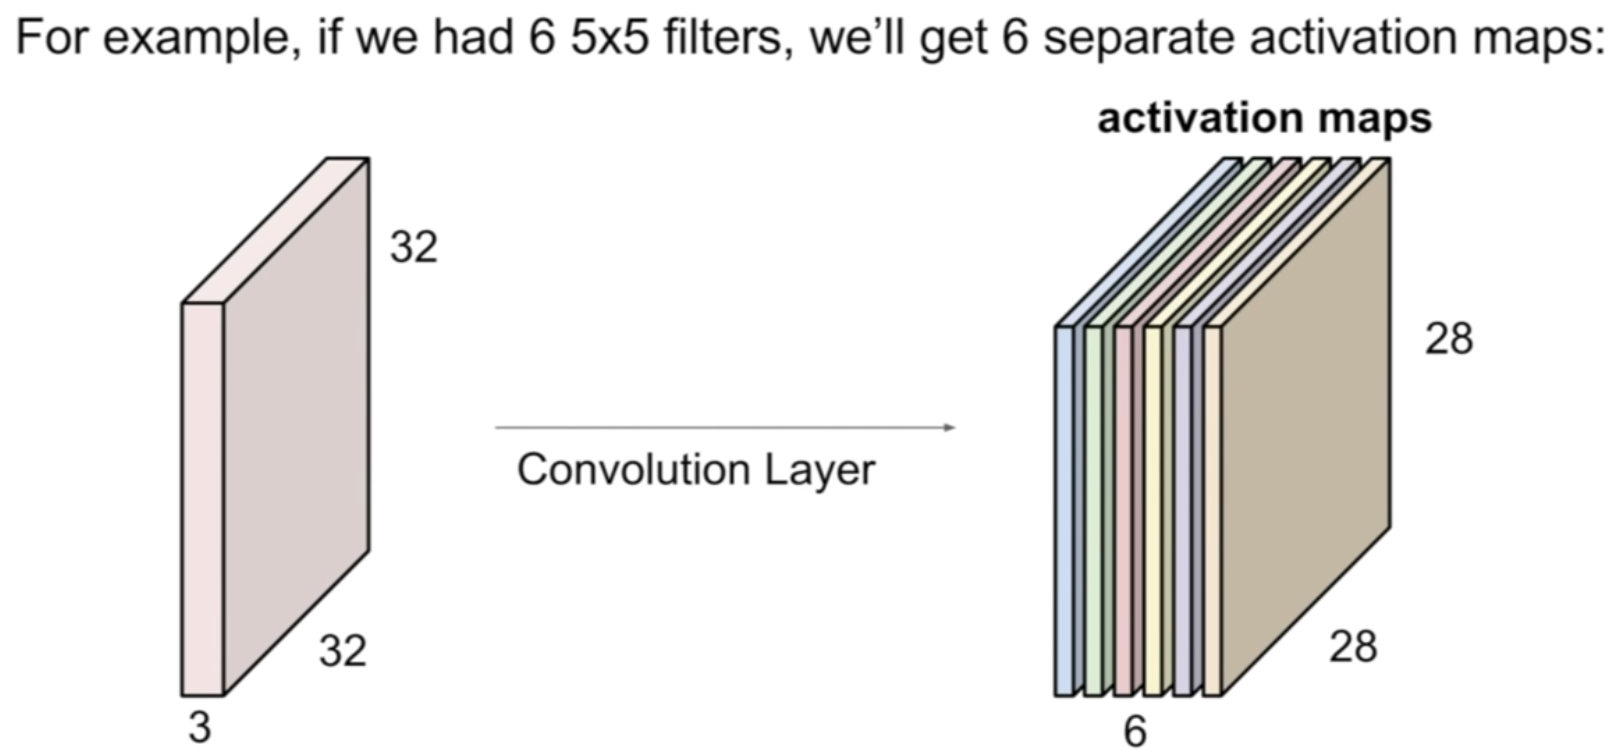 For example, if we had 6 5x5 filters, we’ll get 6 separate activation maps:
activation maps
32
28
Convolution Layer
32
28
3
6